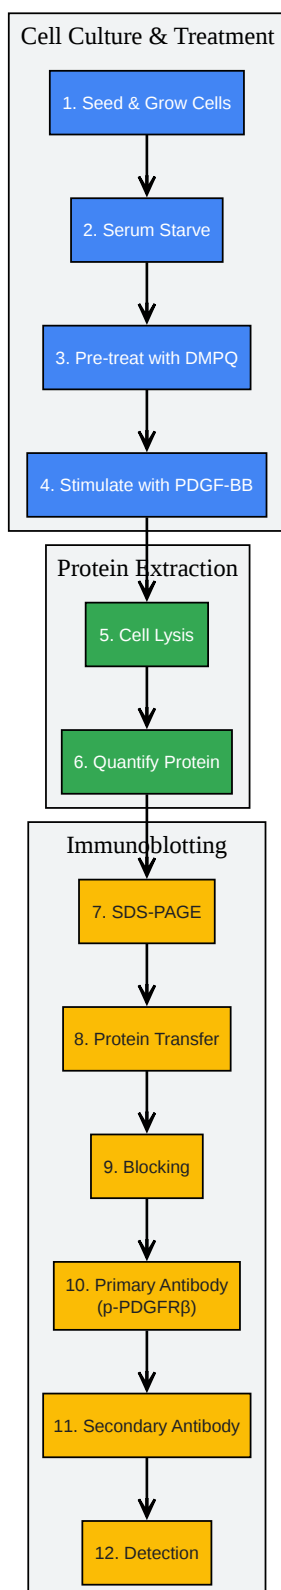 Cell Culture & Treatment
1. Seed & Grow Cells
2. Serum Starve
3. Pre-treat with DMPQ
4. Stimulate with PDGF-BB
Protein Extraction
5. Cell Lysis
6. Quantify Protein
Immunoblotting
7. SDS-PAGE
8. Protein Transfer
9. Blocking
10. Primary Antibody
(p-PDGFRβ)
11. Secondary Antibody
12. Detection